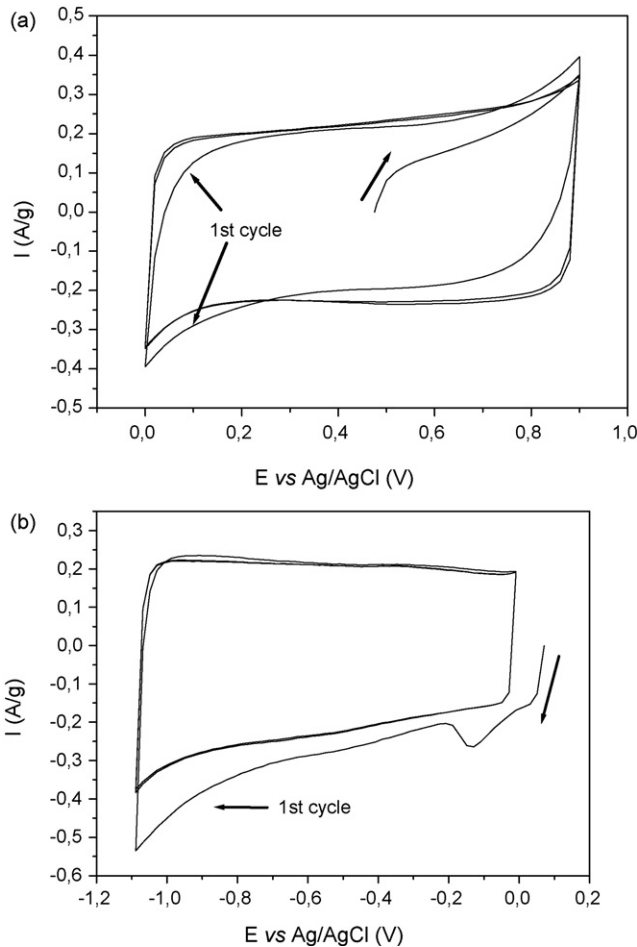 (a)
0,5
0,4
0,3
0,2
0,1
0,0
-0,1
-0,2
-0,3
-0,4
-0,5
I (A/g)
1st cycle
0,0 0,2 0,4 0,6 0,8 1,0
E vs Ag/AgCl (V)
(b)
0,3
0,2
0,1
0,0
-0,1
-0,2
-0,3
-0,4
-0,5
-0,6
I (A/g)
1st cycle
-1,2 -1,0 -0,8 -0,6 -0,4 -0,2 0,0 0,2
E vs Ag/AgCl (V)